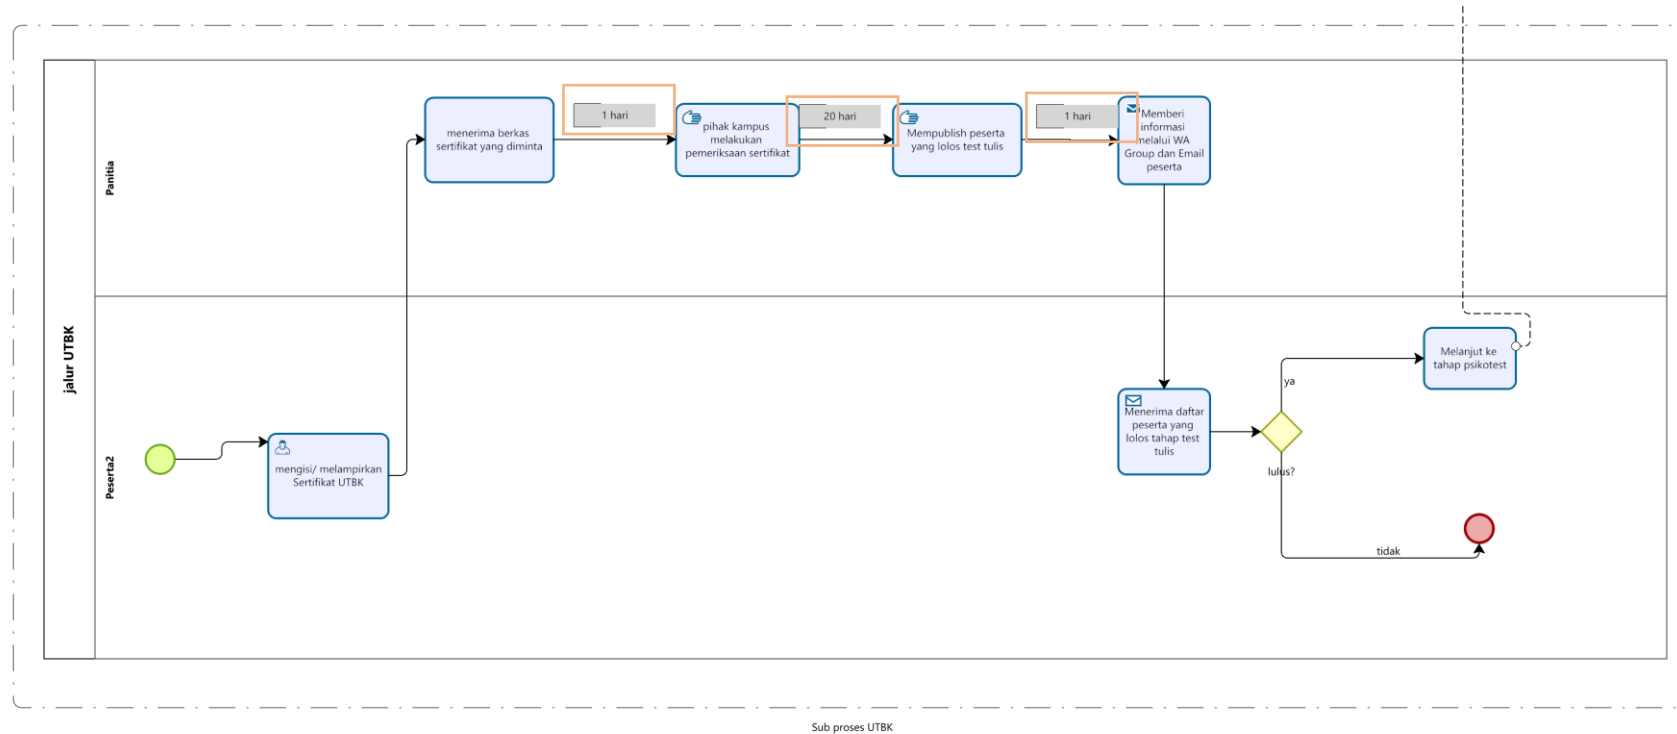 jalur UTBK
Panitia
menerima berkas
sertifikat yang diminta
1 hari
pihak kampus
melakukan
pemeriksaan sertifikat
20 hari
Mempublish peserta
yang lolos test tulis
1 hari
Memberi
informasi
melalui WA
Group dan Email
peserta
Peserta2
mengisi/ melampirkan
Sertifikat UTBK
Menerima daftar
peserta yang
lolos tahap test
tulis
lulus?
ya
Melanjut ke
tahap psikotest
tidak
Sub proses UTBK